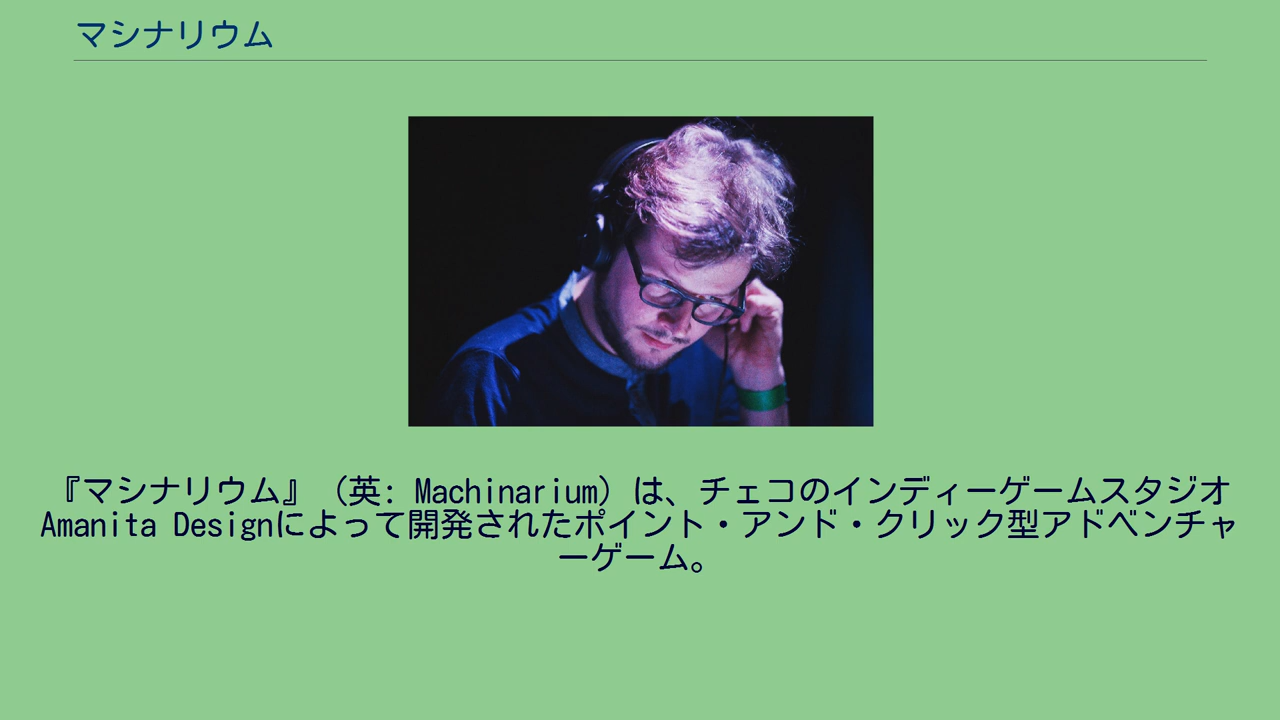 マシナリウム
『マシナリウム』（英: Machinarium）は、チェコのインディーゲームスタジオ
Amanita Designによって開発されたポイント・アンド・クリック型アドベンチャ
ーゲーム。